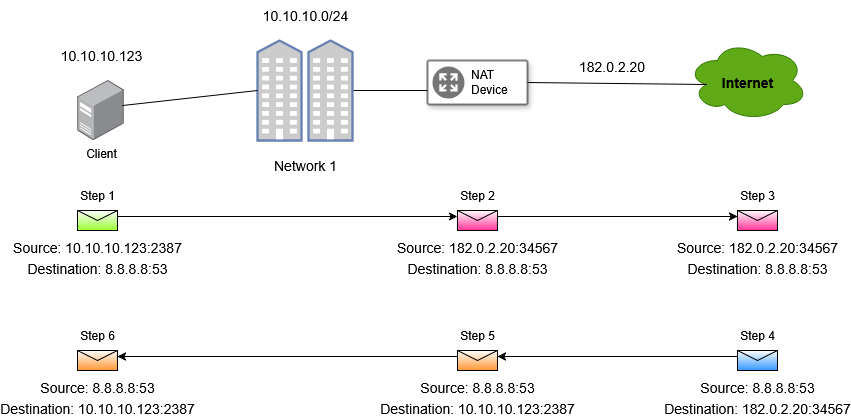 10.10.10.0/24
10.10.10.123
182.0.2.20
NAT
Device
Internet
Client
Network 1
Step 1
Step 2
Step 3
Source: 10.10.10.123:2387
Source: 182.0.2.20:34567
Source: 182.0.2.20:34567
Destination: 8.8.8.8:53
Destination: 8.8.8.8:53
Destination: 8.8.8.8:53
Step 6
Step 5
Step 4
Source: 8.8.8.8:53
Source: 8.8.8.8:53
Source: 8.8.8.8:53
Destination: 10.10.10.123:2387
Destination: 10.10.10.123:2387
Destination: 182.0.2.20:34567